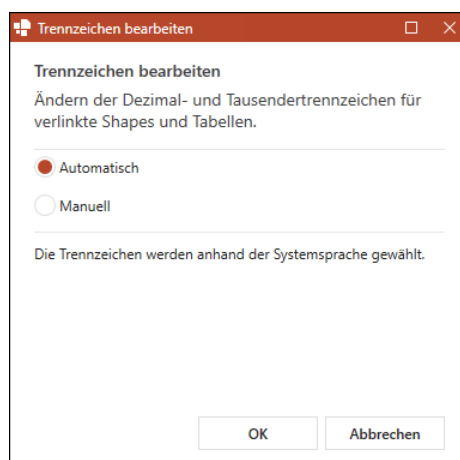 Trennzeichen bearbeiten
Trennzeichen bearbeiten
Ändern der Dezimal- und Tausendertrennzeichen für
verlinkte Shapes und Tabellen.
Automatisch
Manuell
Die Trennzeichen werden anhand der Systemsprache gewählt.
OK
Abbrechen